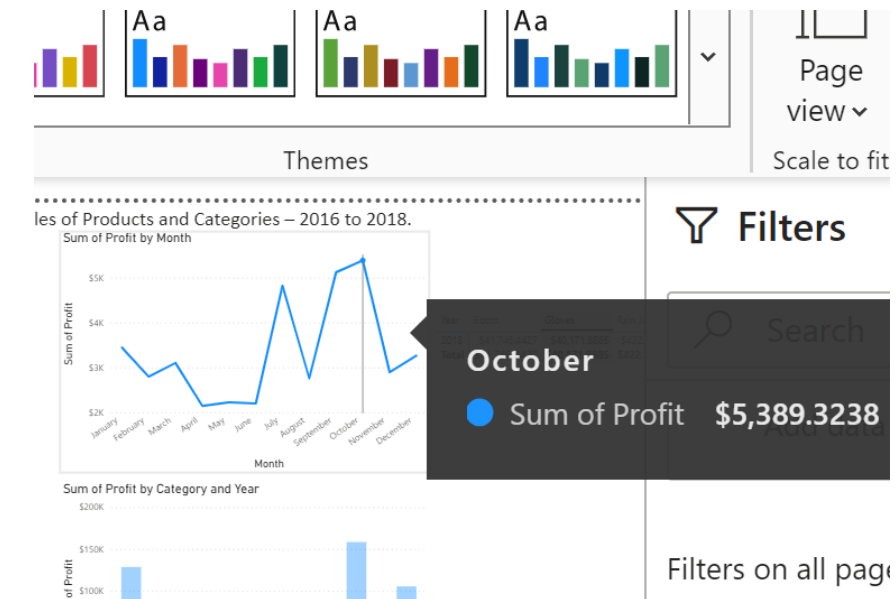 Aa
Aa
Aa
Page
view
Themes
Scale to fit
les of Products and Categories – 2016 to 2018.
Filters
Sum of Profit by Month
$5K
$4K
$3K
$2K
Sum of Profit
January
February
March
April
May
June
July
August
September
October
November
December
Month
Search
October
Sum of Profit $5,389.3238
Add data
Sum of Profit by Category and Year
$200K
$150K
$100K
of Profit
Filters on all page